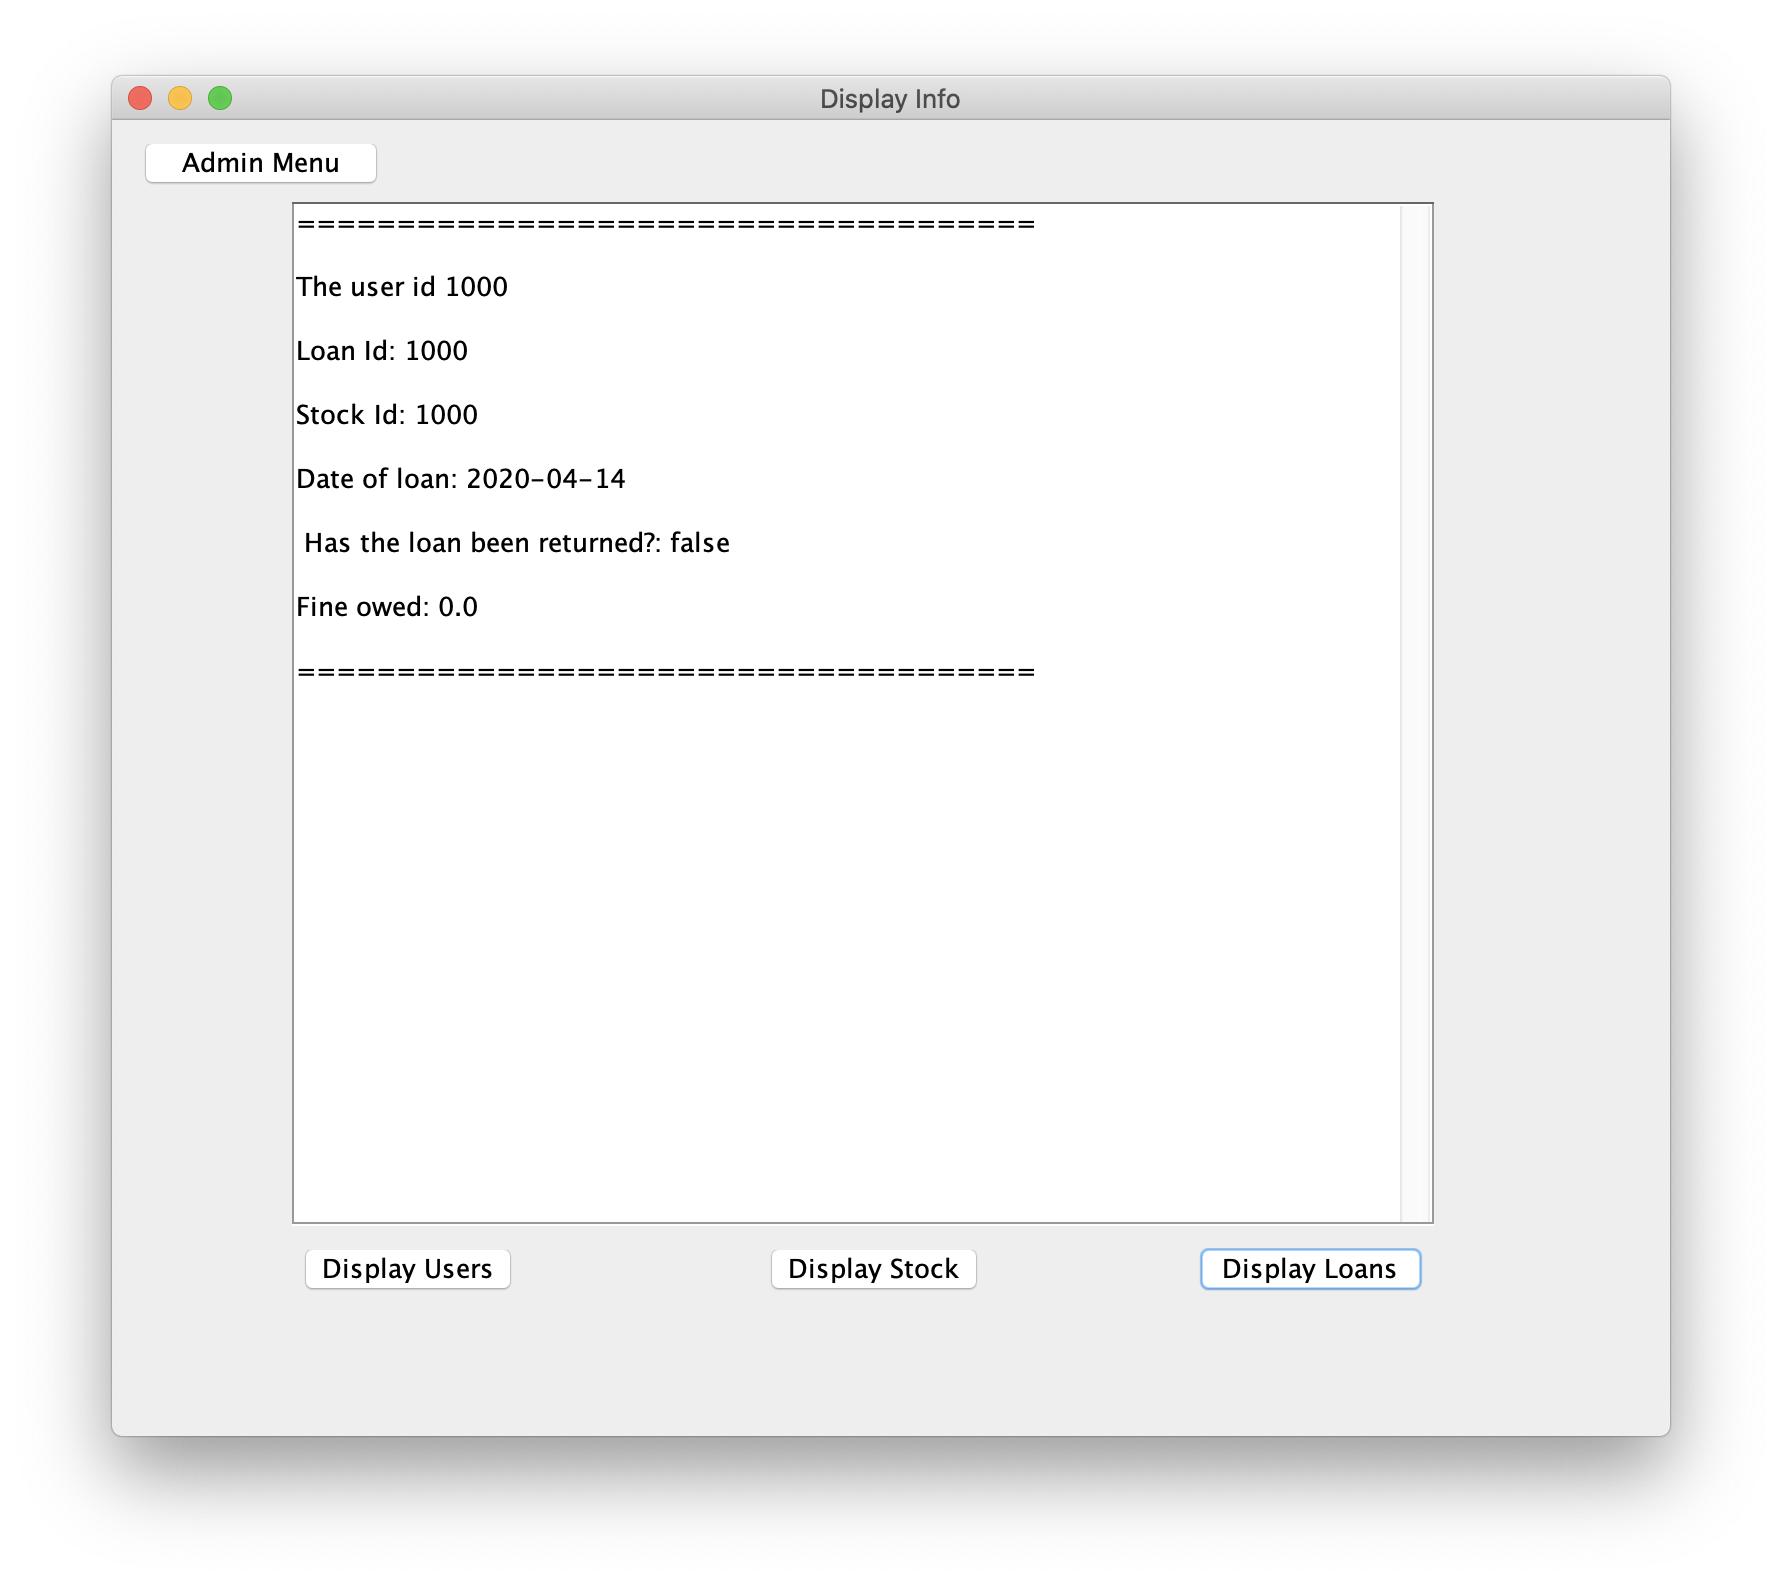 Display Info
Admin Menu
=====================================
The user id 1000
Loan Id: 1000
Stock Id: 1000
Date of loan: 2020-04-14
Has the loan been returned?: false
Fine owed: 0.0
=====================================
Display Users
Display Stock
Display Loans